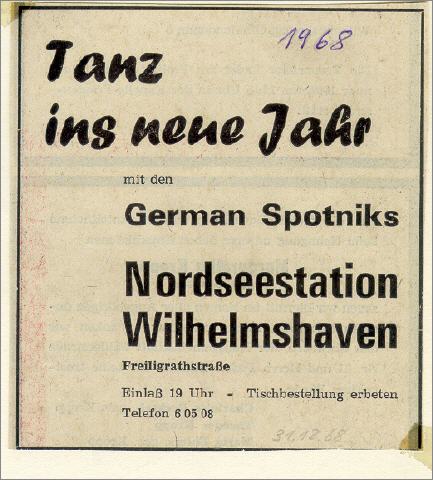 1968
Tanz
ins neue Jahr
mit den
German Spotniks
Nordseestation
Wilhelmshaven
Freiligrathstraße
Einlaß 19 Uhr – Tischbestellung erbeten
Telefon 6 05 08
31.12.68